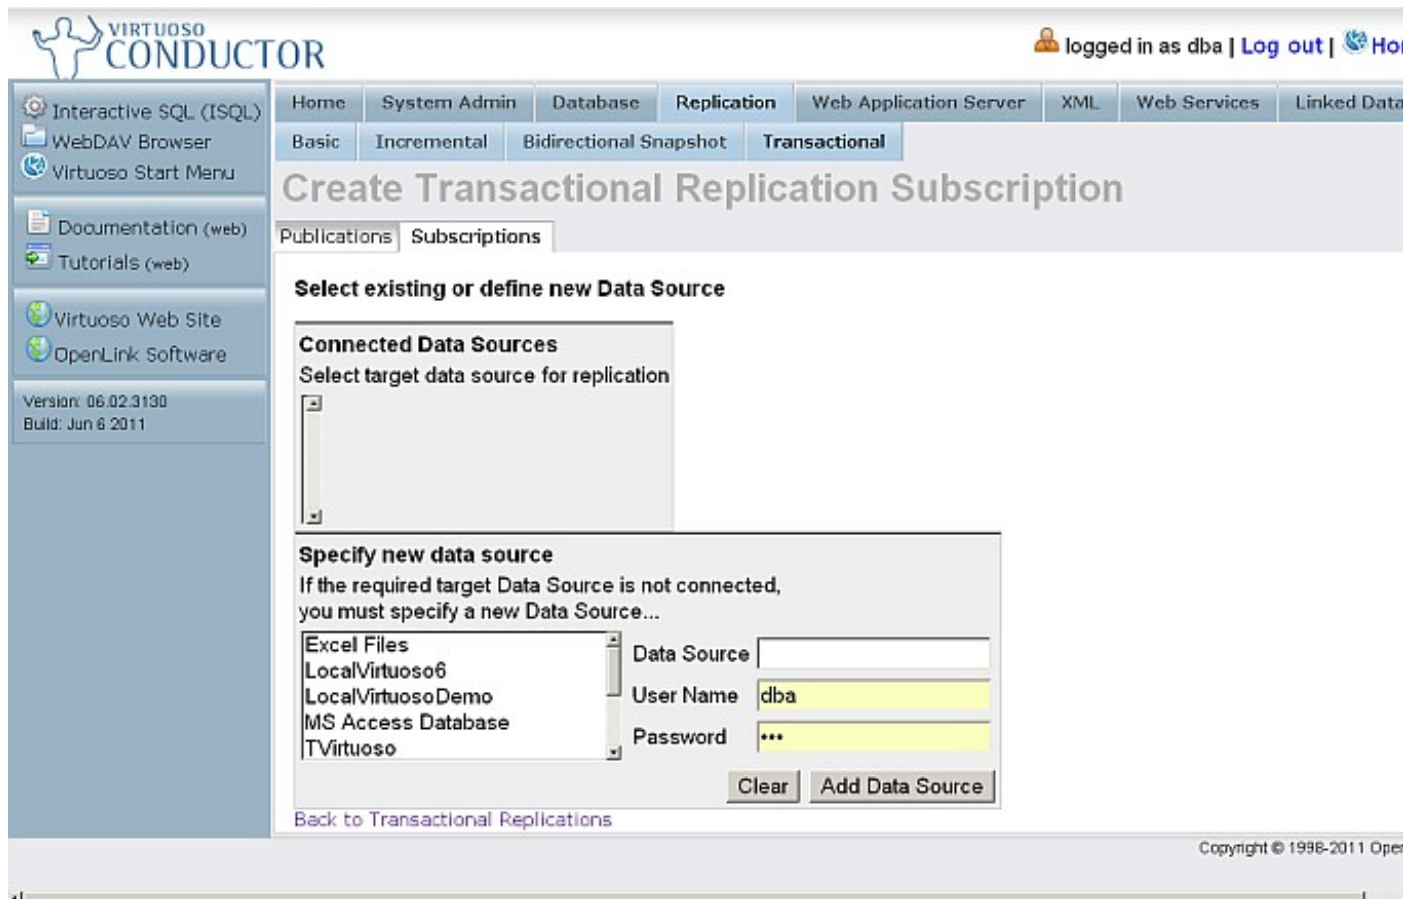 VIRTUOSO
CONDUCTOR
logged in as dba | Log out |
Interactive SQL (ISQL)
WebDAV Browser
Virtuoso Start Menu
Documentation (web)
Tutorials (web)
Virtuoso Web Site
OpenLink Software
Version: 06.02.3130
Build: Jun 6 2011
Home System Admin Database Replication Web Application Server XML Web Services Linked Data
Basic Incremental Bidirectional Snapshot Transactional
Create Transactional Replication Subscription
Publications Subscriptions
Select existing or define new Data Source
Connected Data Sources
Select target data source for replication
Specify new data source
If the required target Data Source is not connected,
you must specify a new Data Source...
Excel Files
LocalVirtuoso6
LocalVirtuosoDemo
MS Access Database
TVirtuoso
Data Source
User Name dba
Password •••
Clear Add Data Source
Back to Transactional Replications
Copyright © 1998-2011